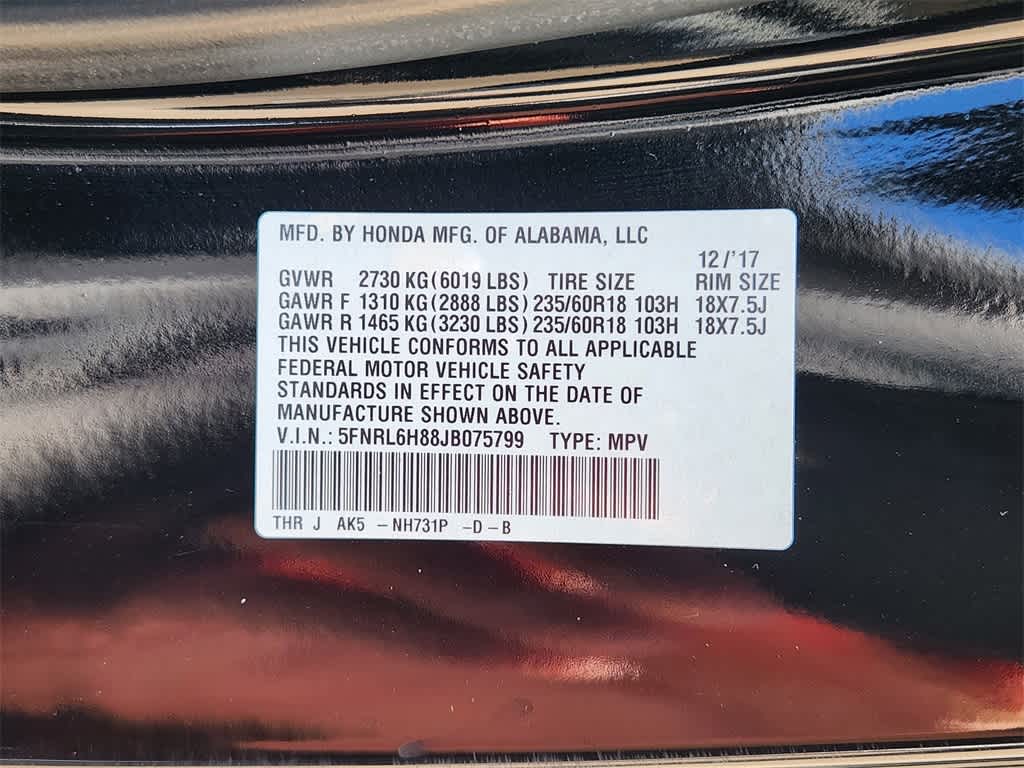 MFD. BY HONDA MFG. OF ALABAMA, LLC
12/'17
GVWR 2730 KG(6019 LBS) TIRE SIZE RIM SIZE
GAWR F 1310 KG(2888 LBS) 235/60R18 103H 18X7.5J
GAWR R 1465 KG(3230 LBS) 235/60R18 103H 18X7.5J
THIS VEHICLE CONFORMS TO ALL APPLICABLE
FEDERAL MOTOR VEHICLE SAFETY
STANDARDS IN EFFECT ON THE DATE OF
MANUFACTURE SHOWN ABOVE.
V.I.N.: 5FNRL6H88JB075799 TYPE: MPV
THR J AK5 –NH731P –D–B